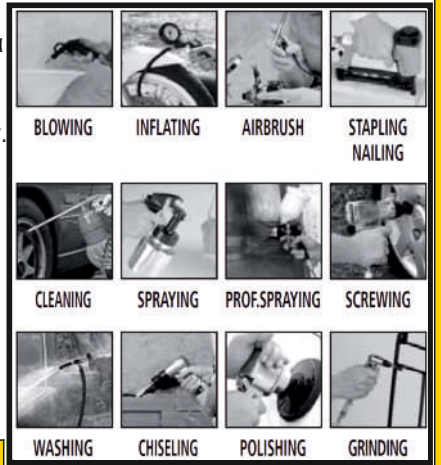 BLOWING INFLATING AIRBRUSH STAPLING
NAILING
CLEANING SPRAYING PROF.SPRAYING SCREWING
WASHING CHISELING POLISHING GRINDING